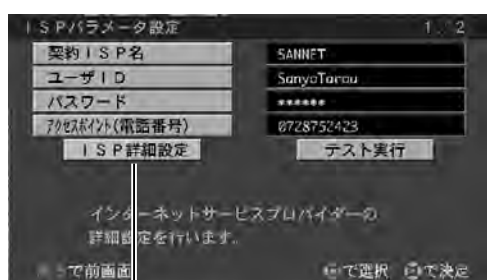 ISPパラメータ設定 1/2
契約ISP名 SANNET
ユーザID SanyoTarou
パスワード ******
アクセスポイント(電話番号) 0728752423
ISP詳細設定 テスト実行
インターネットサービスプロバイダーの
詳細設定を行います。
で前画面 で選択 で決定